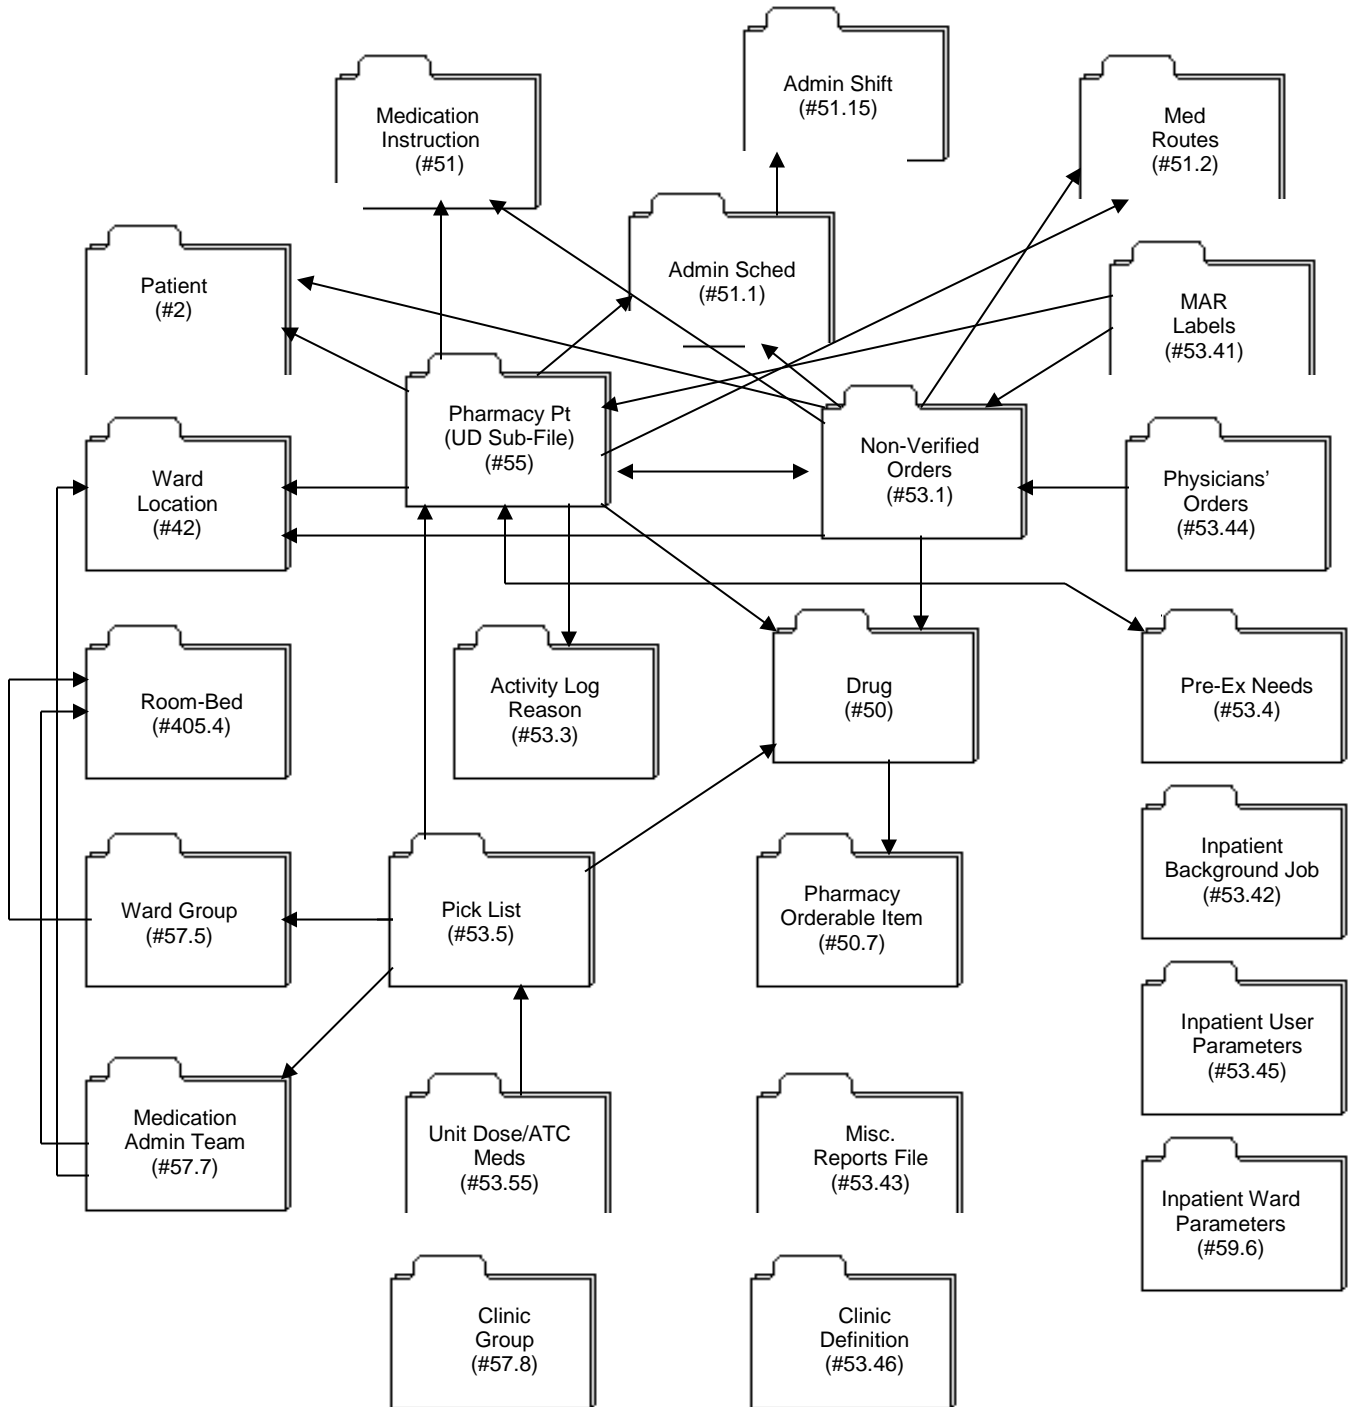 Admin Shift
(#51.15)
Medication
Instruction
(#51)
Med
Routes
(#51.2)
Admin Sched
(#51.1)
Patient
(#2)
MAR
Labels
(#53.41)
Pharmacy Pt
(UD Sub-File)
(#55)
Non-Verified
Orders
(#53.1)
Ward
Location
(#42)
Physicians'
Orders
(#53.44)
Room-Bed
(#405.4)
Activity Log
Reason
(#53.3)
Drug
(#50)
Pre-Ex Needs
(#53.4)
Inpatient
Background Job
(#53.42)
Ward Group
(#57.5)
Pick List
(#53.5)
Pharmacy
Orderable Item
(#50.7)
Inpatient User
Parameters
(#53.45)
Medication
Admin Team
(#57.7)
Unit Dose/ATC
Meds
(#53.55)
Misc.
Reports File
(#53.43)
Inpatient Ward
Parameters
(#59.6)
Clinic
Group
(#57.8)
Clinic
Definition
(#53.46)